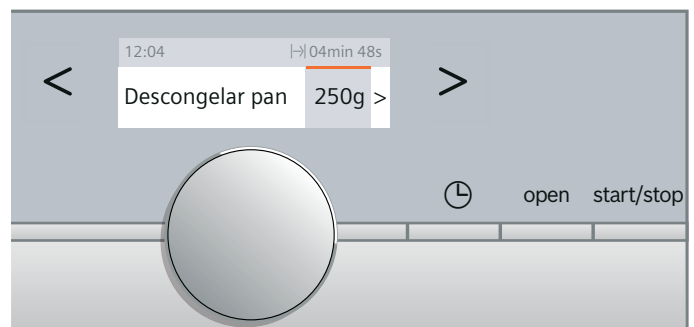 12:04 |→| 04min 48s
< >
Descongelar pan 250g >
open start/stop